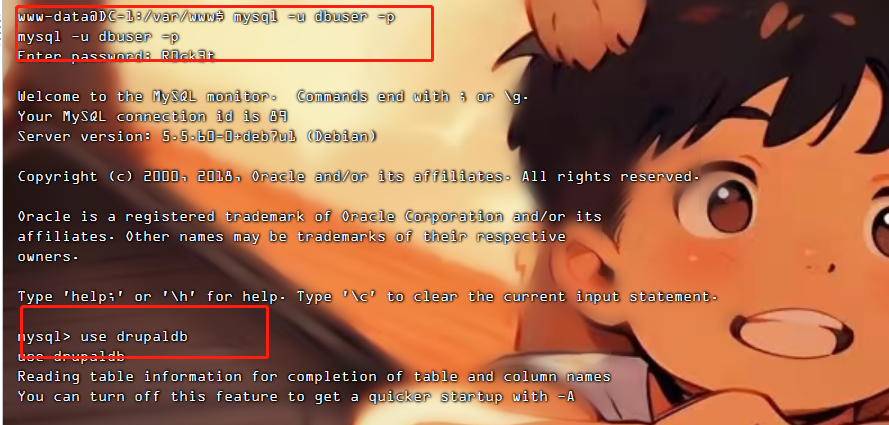 www-data@DC-1:/var/www$ mysql -u dbuser -p
mysql -u dbuser -p
Enter password: R0ck3t
Welcome to the MySQL monitor.  Commands end with ; or \g.
Your MySQL connection id is 89
Server version: 5.5.60-0+deb7u1 (Debian)
Copyright (c) 2000, 2018, Oracle and/or its affiliates. All rights reserved.
Oracle is a registered trademark of Oracle Corporation and/or its
affiliates. Other names may be trademarks of their respective
owners.
Type 'help;' or '\h' for help. Type '\c' to clear the current input statement.
mysql> use drupaldb
use drupaldb
Reading table information for completion of table and column names
You can turn off this feature to get a quicker startup with -A